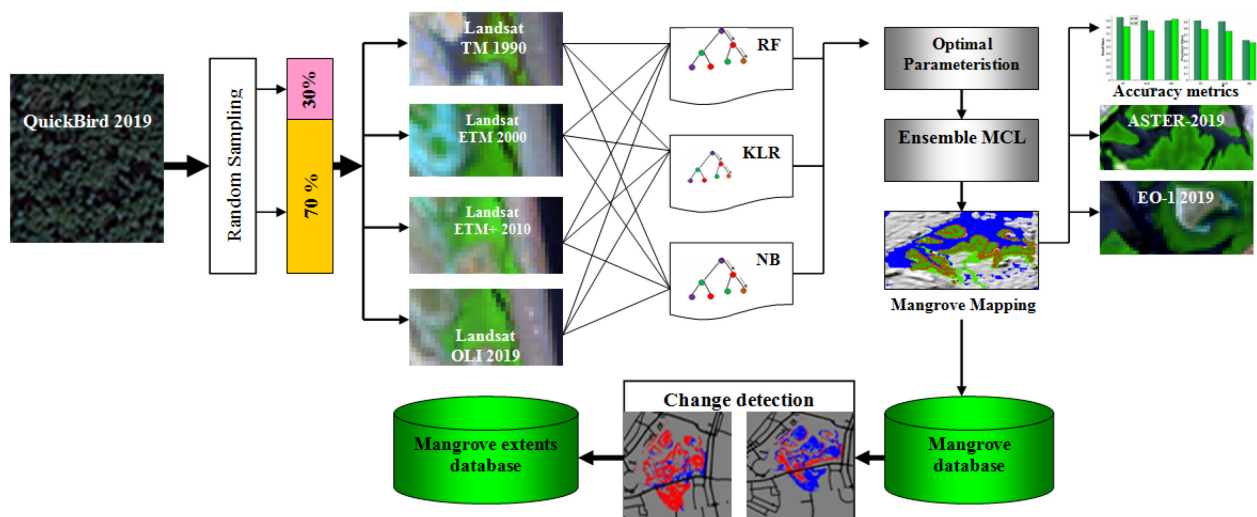 QuickBird 2019
Random Sampling
30%
70 %
Landsat
TM 1990
Landsat
ETM 2000
Landsat
ETM+ 2010
Landsat
OLI 2019
RF
KLR
NB
Optimal
Parameteristion
Ensemble MCL
Mangrove Mapping
Accuracy metrics
ASTER-2019
EO-1 2019
Mangrove
database
Change detection
Mangrove extents
database